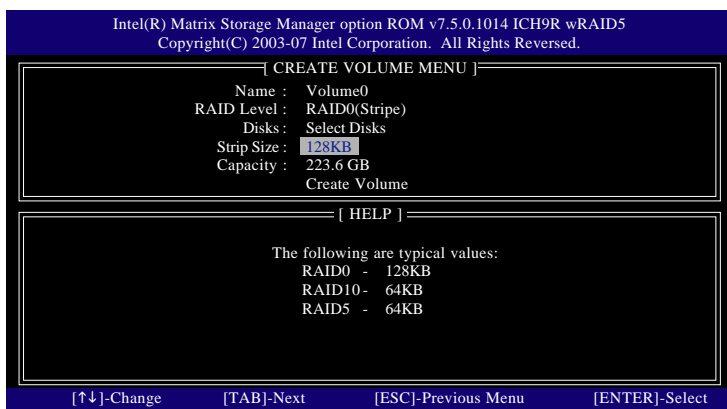 Intel(R) Matrix Storage Manager option ROM v7.5.0.1014 ICH9R wRAID5
Copyright(C) 2003-07 Intel Corporation. All Rights Reversed.
[ CREATE VOLUME MENU ]
Name : Volume0
RAID Level : RAID0(Stripe)
Disks : Select Disks
Strip Size : 128KB
Capacity : 223.6 GB
Create Volume
[ HELP ]
The following are typical values:
RAID0 - 128KB
RAID10 - 64KB
RAID5 - 64KB
[↑↓]-Change [TAB]-Next [ESC]-Previous Menu [ENTER]-Select